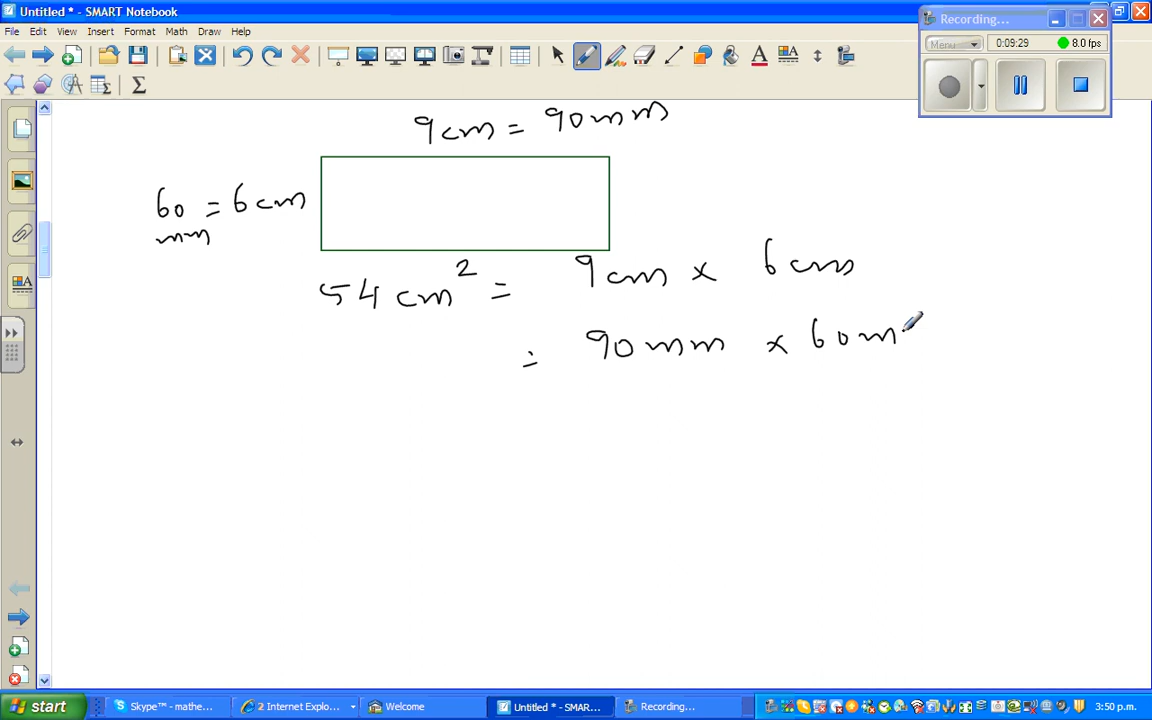 Untitled * - SMART Notebook
File Edit View Insert Format Math Draw Help
Recording...
Menu 0:09:29 8.0 fps
9cm = 90mm
60 = 6cm
mm
54 cm² = 9cm x 6cm
= 90mm x 60m
start Skype™ - mathe... 2 Internet Explo... Welcome Untitled * - SMAR... Recording... 3:50 p.m.